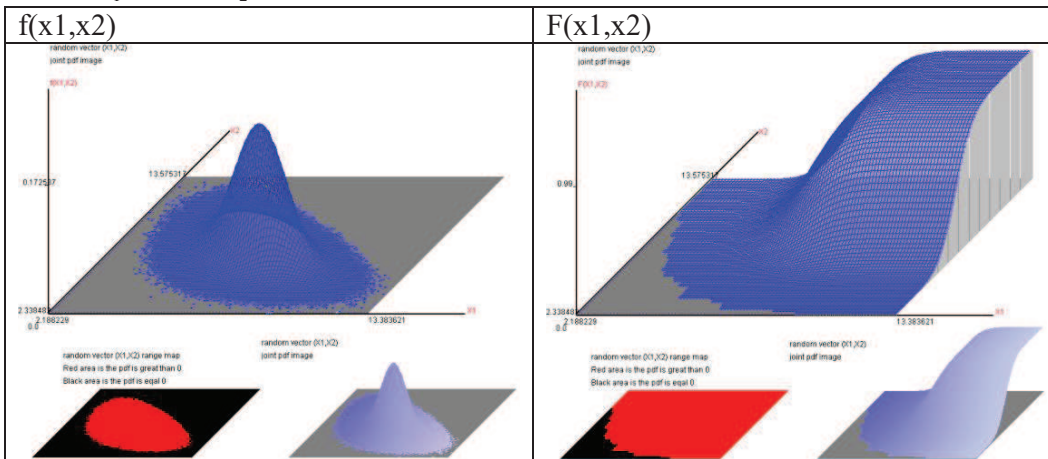 f(x1,x2)
random vector (X1,X2)
joint pdf image
f(X1,X2)
X2
13.575317
0.172537
2.33848
2.188229
0.0
13.383621
X1
random vector (X1,X2) range map
Red area is the pdf is great than 0
Black area is the pdf is eqal 0
random vector (X1,X2)
joint pdf image
F(x1,x2)
random vector (X1,X2)
joint pdf image
F(X1,X2)
X2
13.575317
0.99
2.33848
2.188229
0.0
13.383621
X1
random vector (X1,X2) range map
Red area is the pdf is great than 0
Black area is the pdf is eqal 0
random vector (X1,X2)
joint pdf image